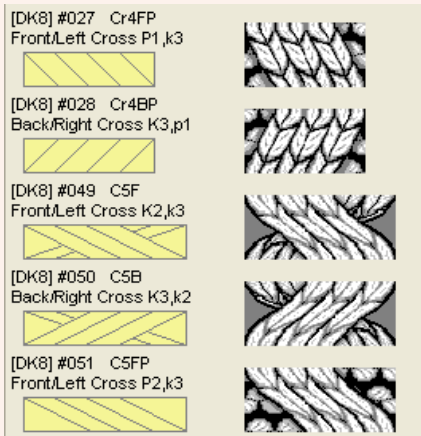 [DK8] #027 Cr4FP
Front/Left Cross P1,k3
[DK8] #028 Cr4BP
Back/Right Cross K3,p1
[DK8] #049 C5F
Front/Left Cross K2,k3
[DK8] #050 C5B
Back/Right Cross K3,k2
[DK8] #051 C5FP
Front/Left Cross P2,k3